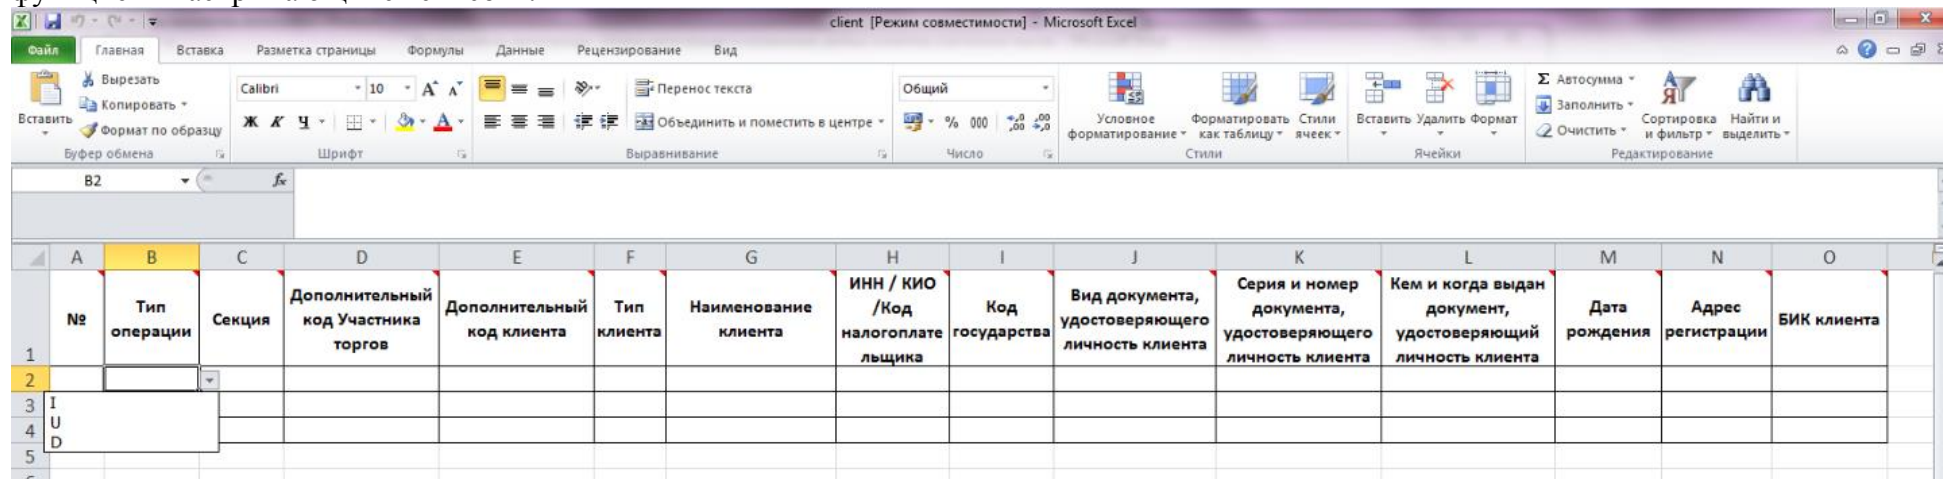 client [Режим совместимости] - Microsoft Excel
Файл Главная Вставка Разметка страницы Формулы Данные Рецензирование Вид
Вставить
Вырезать
Копировать
Формат по образцу
Буфер обмена
Calibri 10
Ж К Ч
Шрифт
Перенос текста
Объединить и поместить в центре
Выравнивание
Общий
% 000
Число
Условное форматирование
Форматировать как таблицу
Стили ячеек
Стили
Вставить Удалить Формат
Ячейки
Σ Автосумма
Заполнить
Очистить
Сортировка и фильтр
Найти и выделить
Редактирование
B2 fx
A B C D E F G H I J K L M N O
1
№
Тип операции
Секция
Дополнительный код Участника торгов
Дополнительный код клиента
Тип клиента
Наименование клиента
ИНН / КИО /Код налогоплательщика
Код государства
Вид документа, удостоверяющего личность клиента
Серия и номер документа, удостоверяющего личность клиента
Кем и когда выдан документ, удостоверяющий личность клиента
Дата рождения
Адрес регистрации
БИК клиента
2
3 I
4 U
D
5